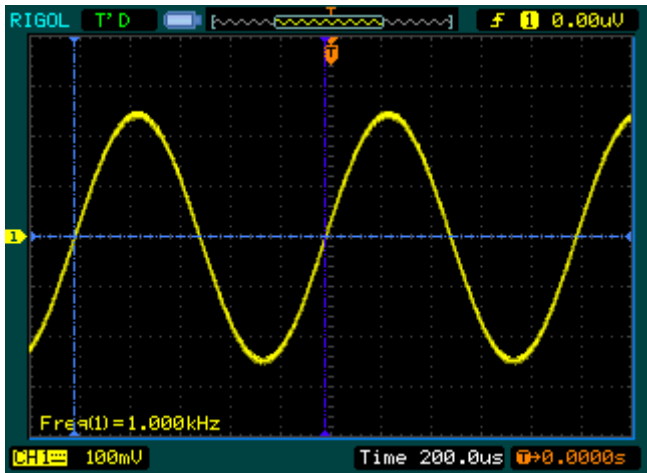 RIGOL T'D T f 1 0.00uV
T
1
Freq(1)=1.000kHz
CH1 100mV Time 200.0us T→0.0000s